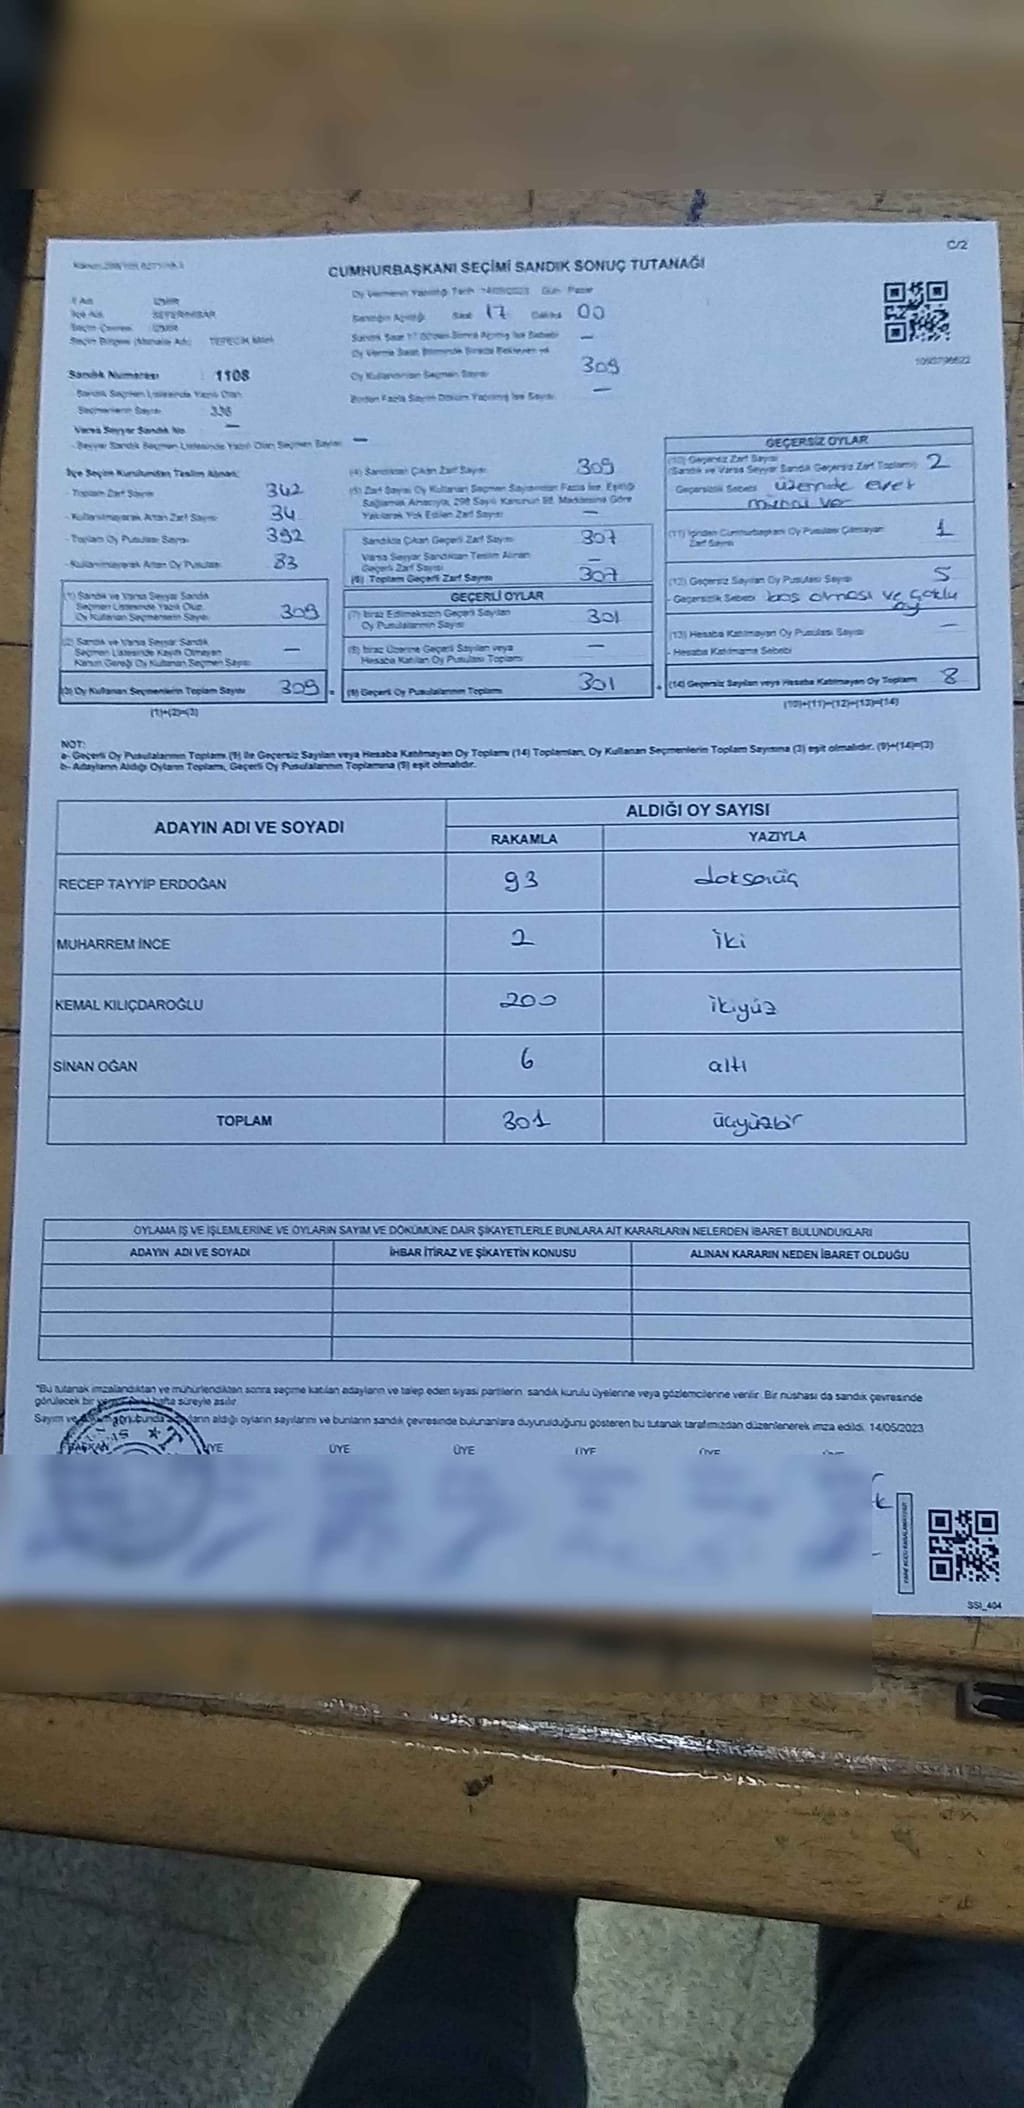 C/2
CUMHURBAŞKANI SEÇİMİ SANDIK SONUÇ TUTANAĞI
İl Adı : İZMİR
İlçe Adı : SEFERİHİSAR
Seçim Çevresi : İZMİR
Seçim Bölgesi (Mahalle Adı) : TEPECİK MAH.
Sandık Numarası : 1108
- Sandık Seçmen Listesinde Yazılı Olan
Seçmenlerin Sayısı : 336
Varsa Seyyar Sandık No —
- Seyyar Sandık Seçmen Listesinde Yazılı Olan Seçmen Sayısı —
Oy Vermenin Yapıldığı Tarih 14/05/2023 Gün Pazar
Sandığın Açıldığı Saat 17 Dakika 00
Sandık Saat 17:00'den Sonra Açılmış İse Sebebi —
Oy Verme Saati Bitiminde Sırada Bekleyen
Oy Kullandırılan Seçmen Sayısı 309
Birden Fazla Sayım Döküm Yapılmış İse Sayısı —
İlçe Seçim Kurulundan Teslim Alınan;
- Toplam Zarf Sayısı 342
- Kullanılmayarak Artan Zarf Sayısı 34
- Toplam Oy Pusulası Sayısı 392
- Kullanılmayarak Artan Oy Pusulası 83
(1) Sandık ve Varsa Seyyar Sandık
Seçmen Listesinde Yazılı Olup,
Oy Kullanan Seçmenlerin Sayısı 309
(2) Sandık ve Varsa Seyyar Sandık
Seçmen Listesinde Kayıtlı Olmayan
Kanun Gereği Oy Kullanan Seçmen Sayısı —
(3) Oy Kullanan Seçmenlerin Toplam Sayısı 309
(1)+(2)=(3)
(4) Sandıktan Çıkan Zarf Sayısı 309
(5) Zarf Sayısı Oy Kullanan Seçmen Sayısından Fazla İse, Eşitliği
Sağlamak Amacıyla, 298 Sayılı Kanunun 98. Maddesine Göre
Yakılarak Yok Edilen Zarf Sayısı —
Sandıkta Çıkan Geçerli Zarf Sayısı 307
Varsa Seyyar Sandıktan Teslim Alınan
Geçerli Zarf Sayısı —
(6) Toplam Geçerli Zarf Sayısı 307
GEÇERLİ OYLAR
(7) İtiraz Edilmeksizin Geçerli Sayılan
Oy Pusulalarının Sayısı 301
(8) İtiraz Üzerine Geçerli Sayılan veya
Hesaba Katılan Oy Pusulası Toplamı —
(9) Geçerli Oy Pusulalarının Toplamı 301
GEÇERSİZ OYLAR
(10) Geçersiz Zarf Sayısı
(Sandık ve Varsa Seyyar Sandık Geçersiz Zarf Toplamı) 2
Geçersizlik Sebebi üzerinde evet
mührü var
(11) İçinden Cumhurbaşkanı Oy Pusulası Çıkmayan
Zarf Sayısı 1
(12) Geçersiz Sayılan Oy Pusulası Sayısı 5
- Geçersizlik Sebebi boş olması ve çoklu
oy
(13) Hesaba Katılmayan Oy Pusulası Sayısı —
- Hesaba Katılmama Sebebi
(14) Geçersiz Sayılan veya Hesaba Katılmayan Oy Toplamı 8
(10)+(11)+(12)+(13)=(14)
NOT:
a- Geçerli Oy Pusulalarının Toplamı (9) ile Geçersiz Sayılan veya Hesaba Katılmayan Oy Toplamı (14) Toplamları, Oy Kullanan Seçmenlerin Toplam Sayısına (3) eşit olmalıdır. (9)+(14)=(3)
b- Adayların Aldığı Oyların Toplamı, Geçerli Oy Pusulalarının Toplamına (9) eşit olmalıdır.
ADAYIN ADI VE SOYADI ALDIĞI OY SAYISI
RAKAMLA YAZIYLA
RECEP TAYYİP ERDOĞAN 93 doksanüç
MUHARREM İNCE 2 iki
KEMAL KILIÇDAROĞLU 200 ikiyüz
SİNAN OĞAN 6 altı
TOPLAM 301 üçyüzbir
OYLAMA İŞ VE İŞLEMLERİNE VE OYLARIN SAYIM VE DÖKÜMÜNE DAİR ŞİKAYETLERLE BUNLARA AİT KARARLARIN NELERDEN İBARET BULUNDUKLARI
ADAYIN ADI VE SOYADI İHBAR İTİRAZ VE ŞİKAYETİN KONUSU ALINAN KARARIN NEDEN İBARET OLDUĞU
*Bu tutanak imzalandıktan ve mühürlendikten sonra seçime katılan adayların ve talep eden siyasi partilerin, sandık kurulu üyelerine veya gözlemcilerine verilir. Bir nüshası da sandık çevresinde
görülecek bir hafta süreyle asılır.
Sayım ve aldığı oyların sayılarını ve bunların sandık çevresinde bulunanlara duyurulduğunu gösteren bu tutanak tarafımızdan düzenlenerek imza edildi. 14/05/2023
BAŞKAN ÜYE ÜYE ÜYE ÜYE ÜYE
SSI_404